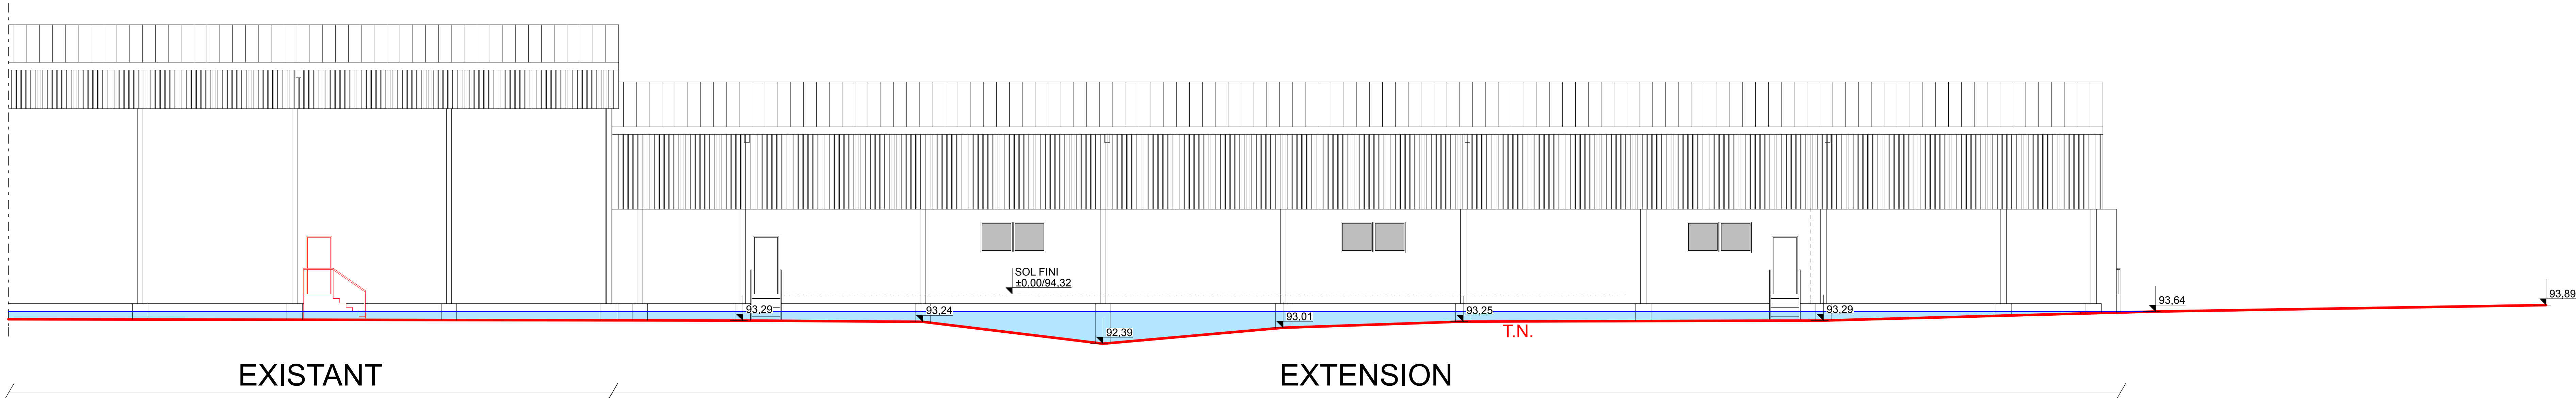 SOL FINI
±0,00/94,32
93,29
93,24
92,39
93,01
93,25
T.N.
93,29
93,64
93,89
EXISTANT
EXTENSION